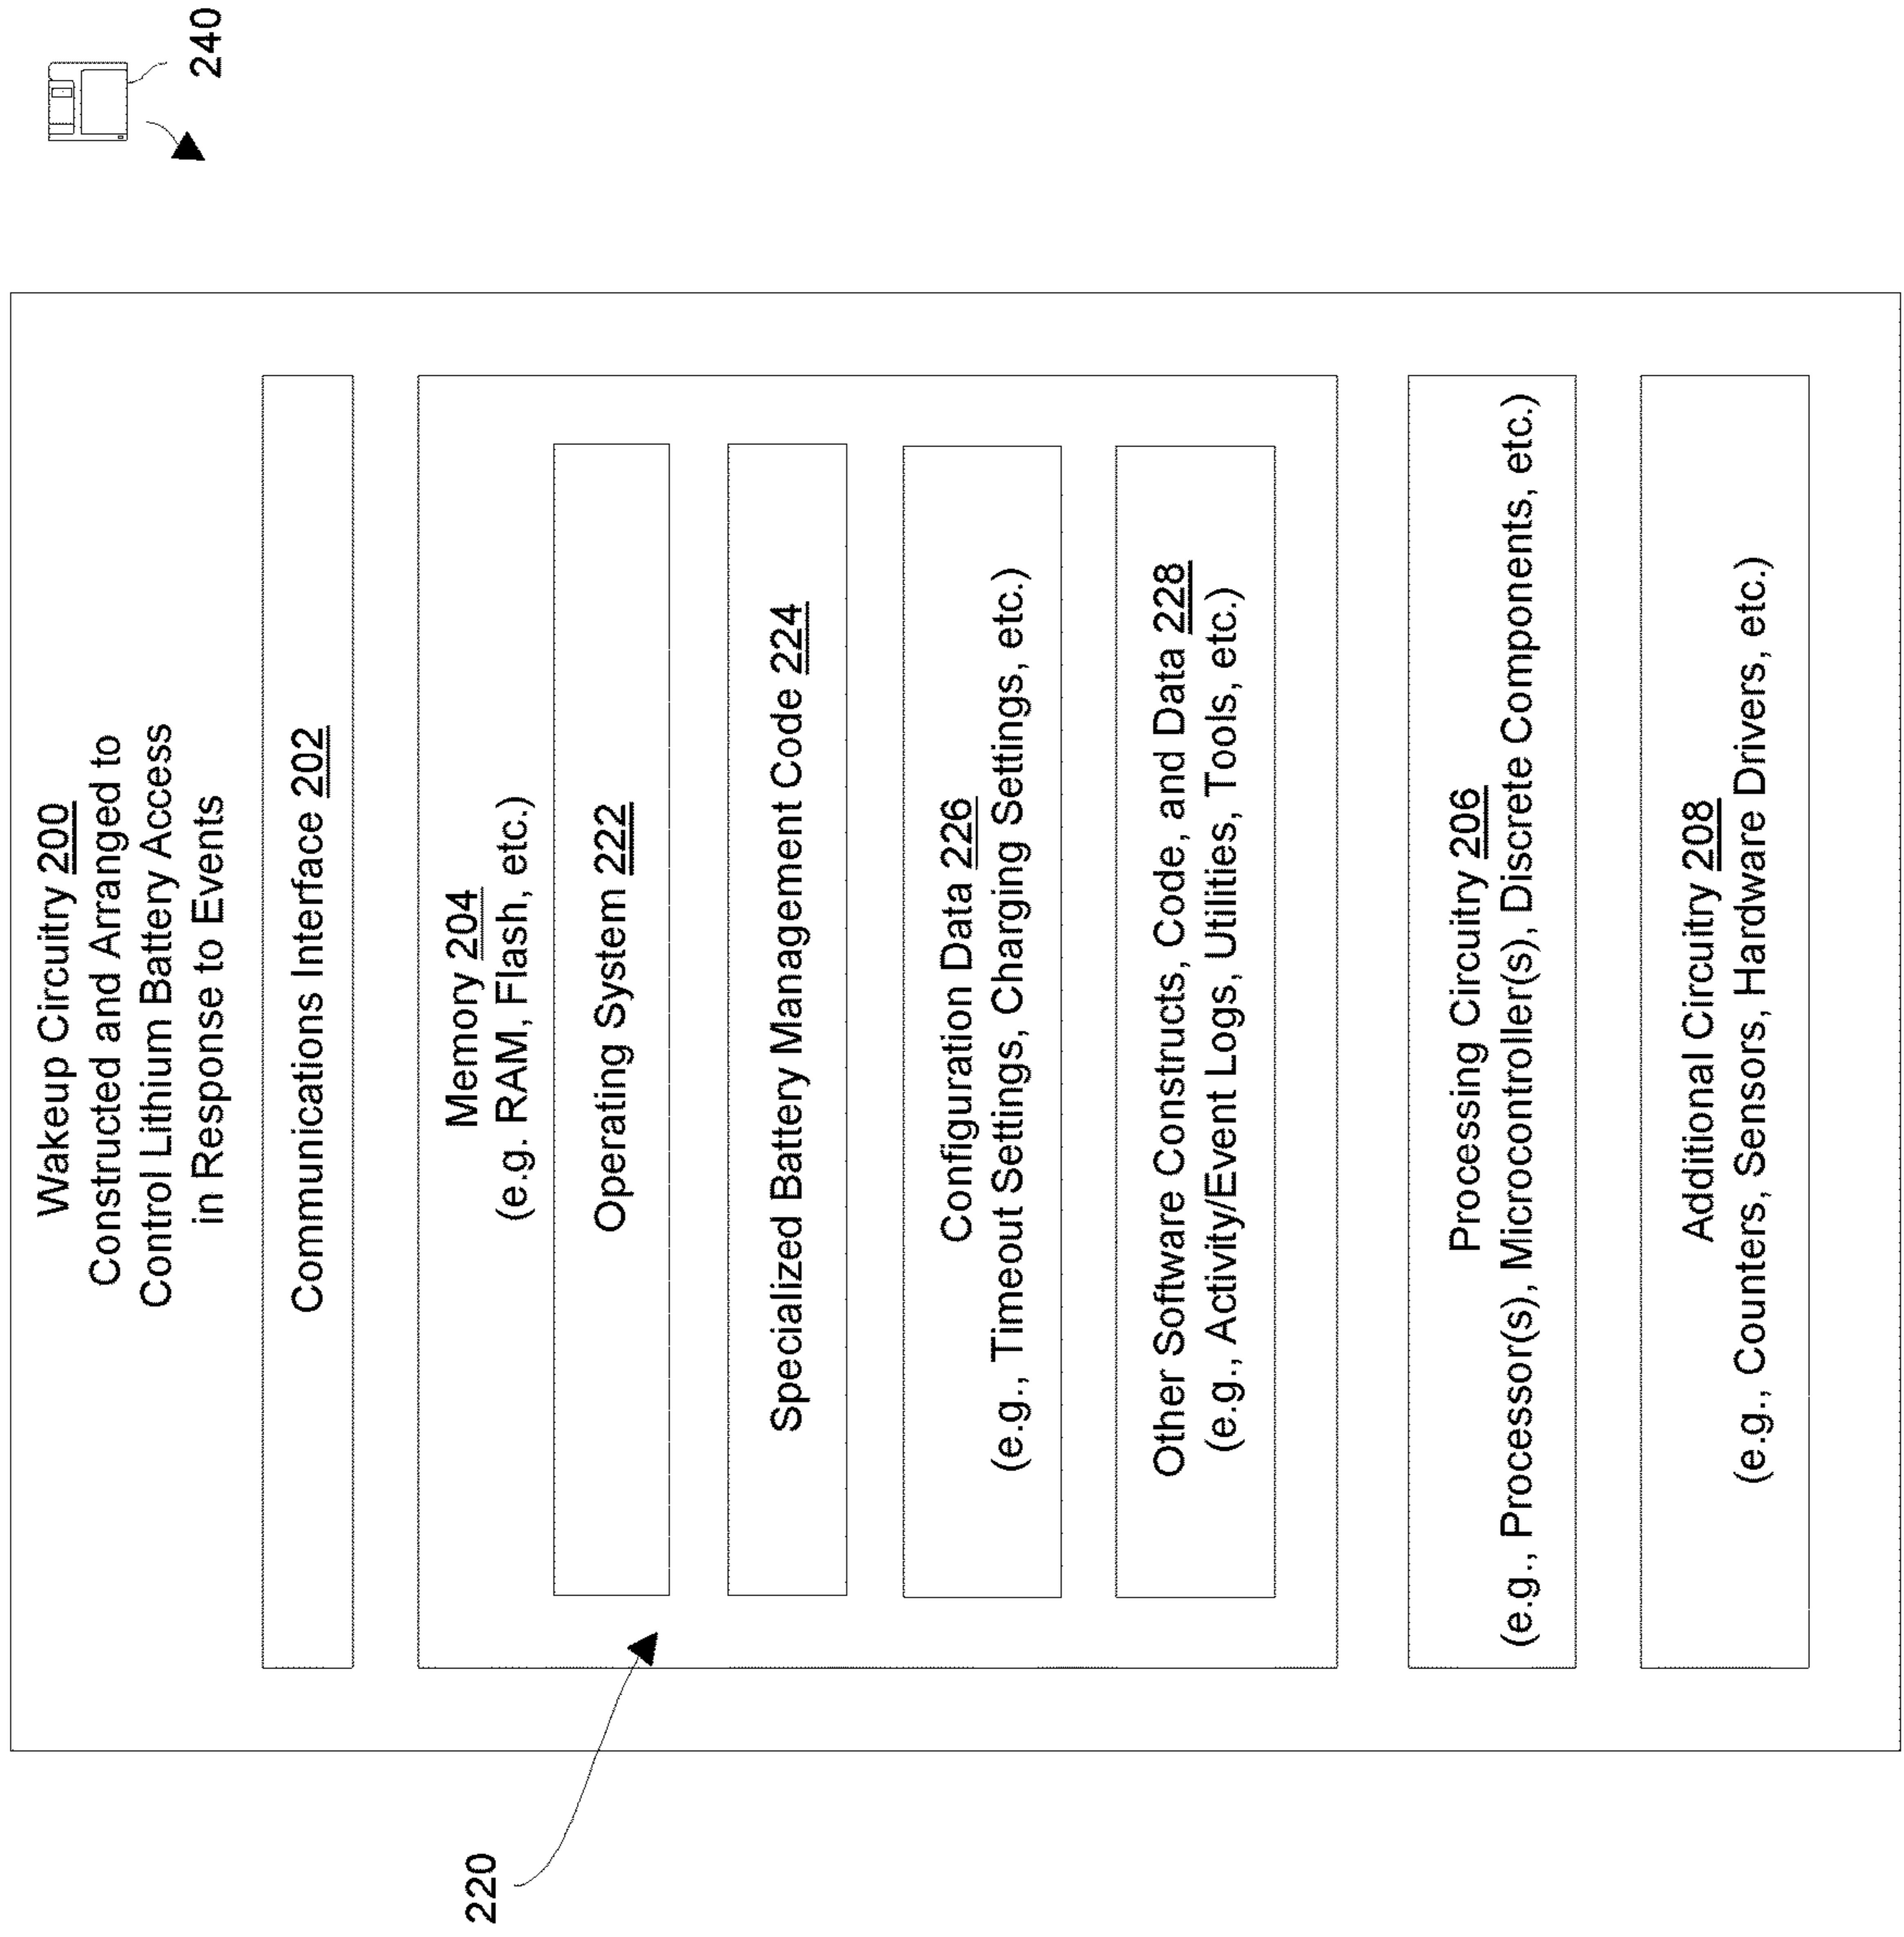 Wakeup Circuitry 200
Constructed and Arranged to
Control Lithium Battery Access
in Response to Events
240
Communications Interface 202
Memory 204
(e.g. RAM, Flash, etc.)
220
Operating System 222
Specialized Battery Management Code 224
Configuration Data 226
(e.g., Timeout Settings, Charging Settings, etc.)
Other Software Constructs, Code, and Data 228
(e.g., Activity/Event Logs, Utilities, Tools, etc.)
Processing Circuitry 206
(e.g., Processor(s), Microcontroller(s), Discrete Components, etc.)
Additional Circuitry 208
(e.g., Counters, Sensors, Hardware Drivers, etc.)